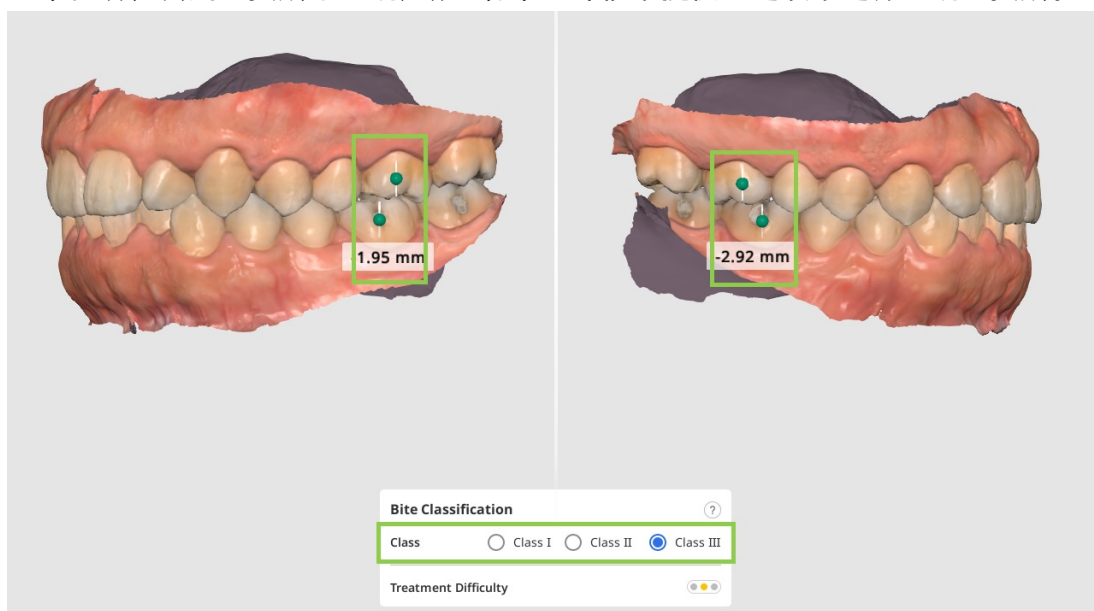 -1.95 mm
-2.92 mm
Bite Classification
?
Class
Class I
Class II
Class III
Treatment Difficulty